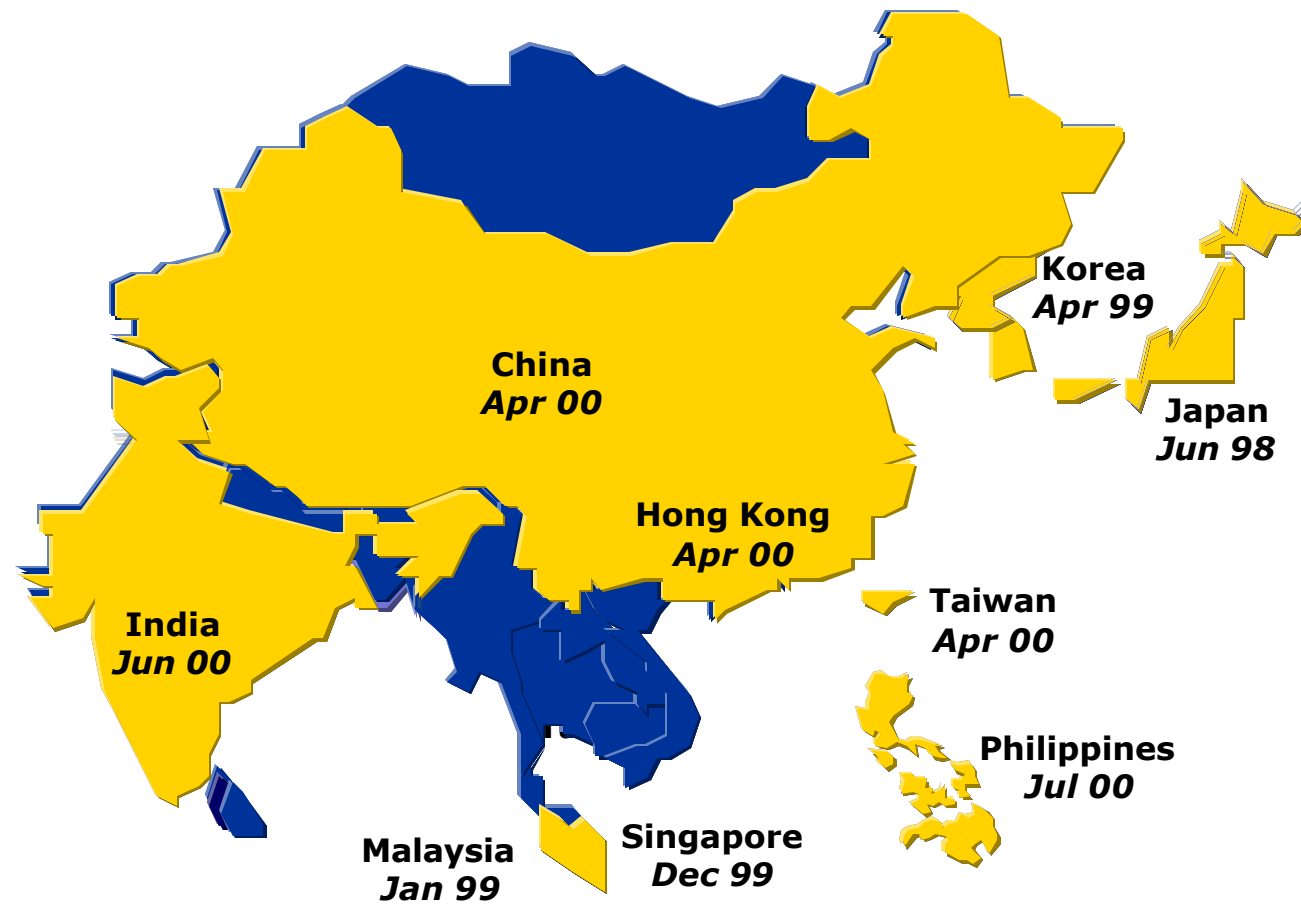 Korea
Apr 99
China
Apr 00
Japan
Jun 98
Hong Kong
Apr 00
Taiwan
Apr 00
India
Jun 00
Philippines
Jul 00
Singapore
Dec 99
Malaysia
Jan 99